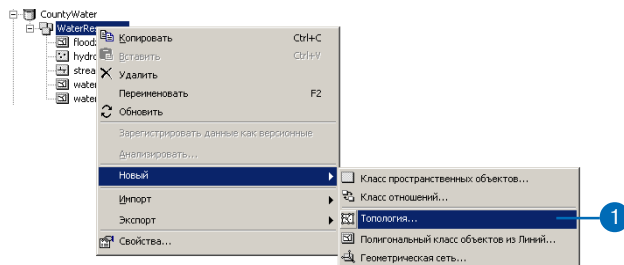 CountyWater
WaterRes
flood
hydro
strea
water
water
Копировать Ctrl+C
Вставить Ctrl+V
Удалить
Переименовать F2
Обновить
Зарегистрировать данные как версионные
Анализировать...
Новый
Импорт
Экспорт
Свойства...
Класс пространственных объектов...
Класс отношений...
Топология...
1
Полигональный класс объектов из Линий...
Геометрическая сеть...